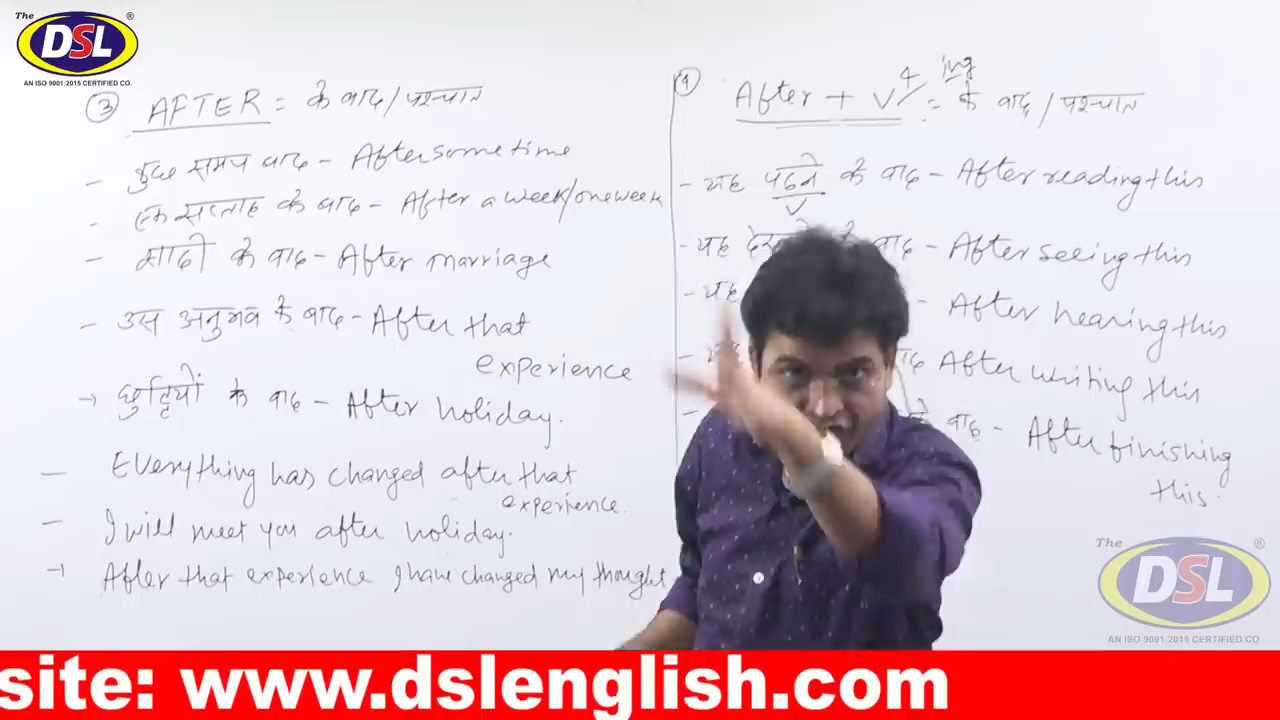 The
®
DSL
AN ISO 9001:2015 CERTIFIED CO.
③ AFTER = के बाद/पश्चात
- कुछ समय बाद - After some time
- एक सप्ताह के बाद - After a week/one week
- शादी के बाद - After marriage
- उस अनुभव के बाद - After that
experience
→ छुट्टियों के बाद - After holiday.
- Everything has changed after that
experience.
- I will meet you after holiday.
→ After that experience I have changed my thought
④ After + V4/ing = के बाद/पश्चात
- यह पढने के बाद - After reading this
V
- यह के बाद - After seeing this
- यह - After hearing this
After writing this
बाद - After finishing
this.
The
®
DSL
AN ISO 9001:2015 CERTIFIED CO
site: www.dslenglish.com